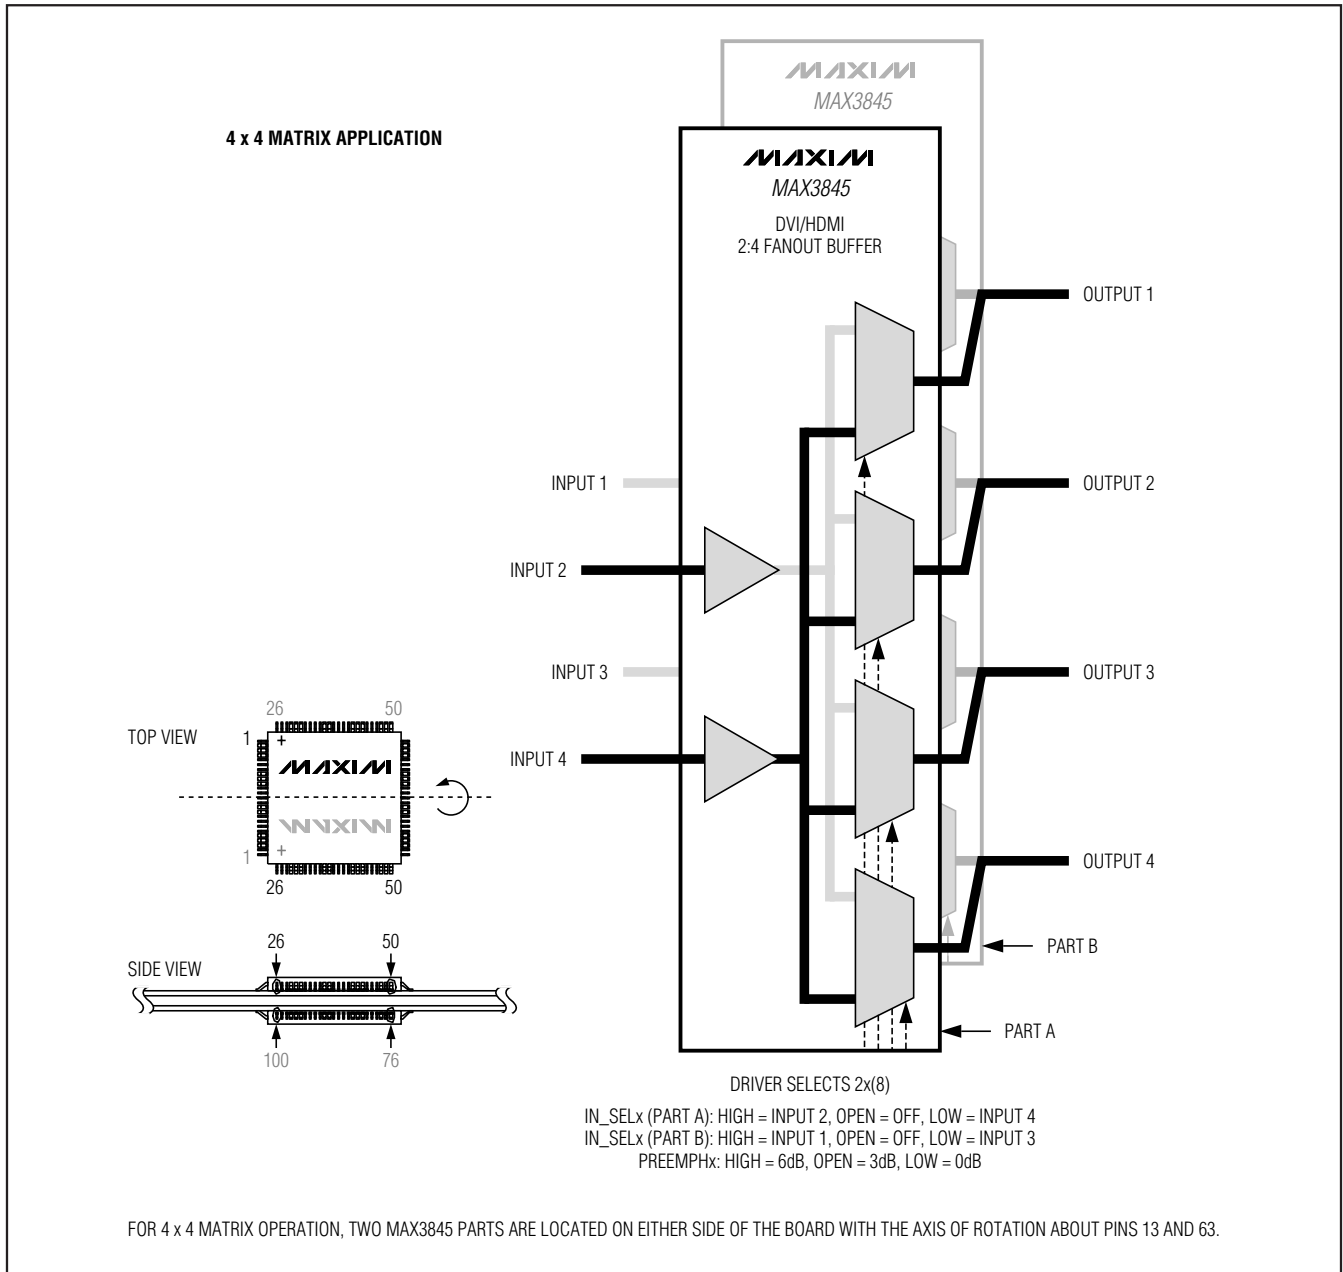 MAXIM
MAX3845
4 x 4 MATRIX APPLICATION
MAXIM
MAX3845
DVI/HDMI
2:4 FANOUT BUFFER
OUTPUT 1
INPUT 1
OUTPUT 2
INPUT 2
INPUT 3
OUTPUT 3
26 50
TOP VIEW
1
+
MAXIM
INPUT 4
MAXIM
1
+
26 50
OUTPUT 4
26 50
SIDE VIEW
100 76
PART B
PART A
DRIVER SELECTS 2x(8)
IN_SELx (PART A): HIGH = INPUT 2, OPEN = OFF, LOW = INPUT 4
IN_SELx (PART B): HIGH = INPUT 1, OPEN = OFF, LOW = INPUT 3
PREEMPHx: HIGH = 6dB, OPEN = 3dB, LOW = 0dB
FOR 4 x 4 MATRIX OPERATION, TWO MAX3845 PARTS ARE LOCATED ON EITHER SIDE OF THE BOARD WITH THE AXIS OF ROTATION ABOUT PINS 13 AND 63.